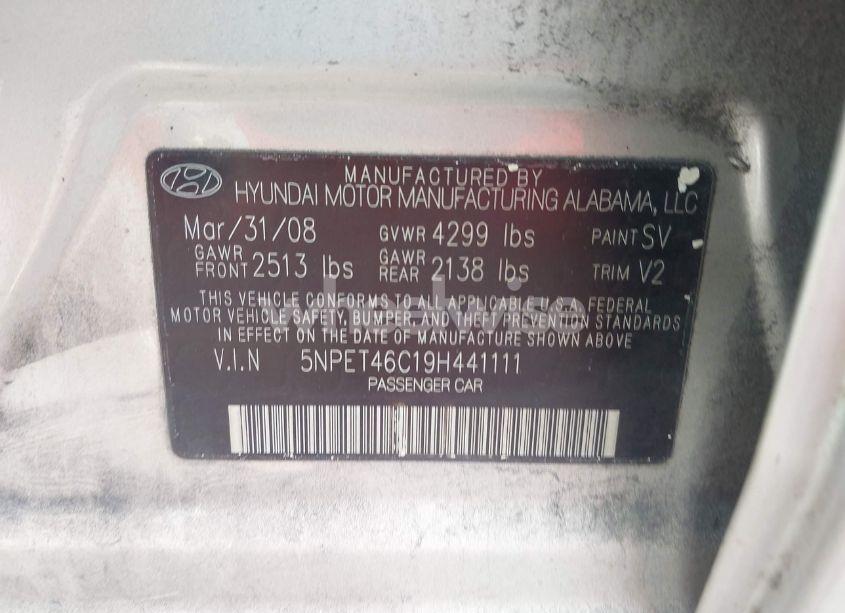 MANUFACTURED BY
HYUNDAI MOTOR MANUFACTURING ALABAMA, LLC
Mar/31/08 GVWR 4299 lbs PAINT SV
GAWR FRONT 2513 lbs GAWR REAR 2138 lbs TRIM V2
THIS VEHICLE CONFORMS TO ALL APPLICABLE U.S.A. FEDERAL
MOTOR VEHICLE SAFETY, BUMPER AND THEFT PREVENTION STANDARDS
IN EFFECT ON THE DATE OF MANUFACTURE SHOWN ABOVE
V.I.N 5NPET46C19H441111
PASSENGER CAR